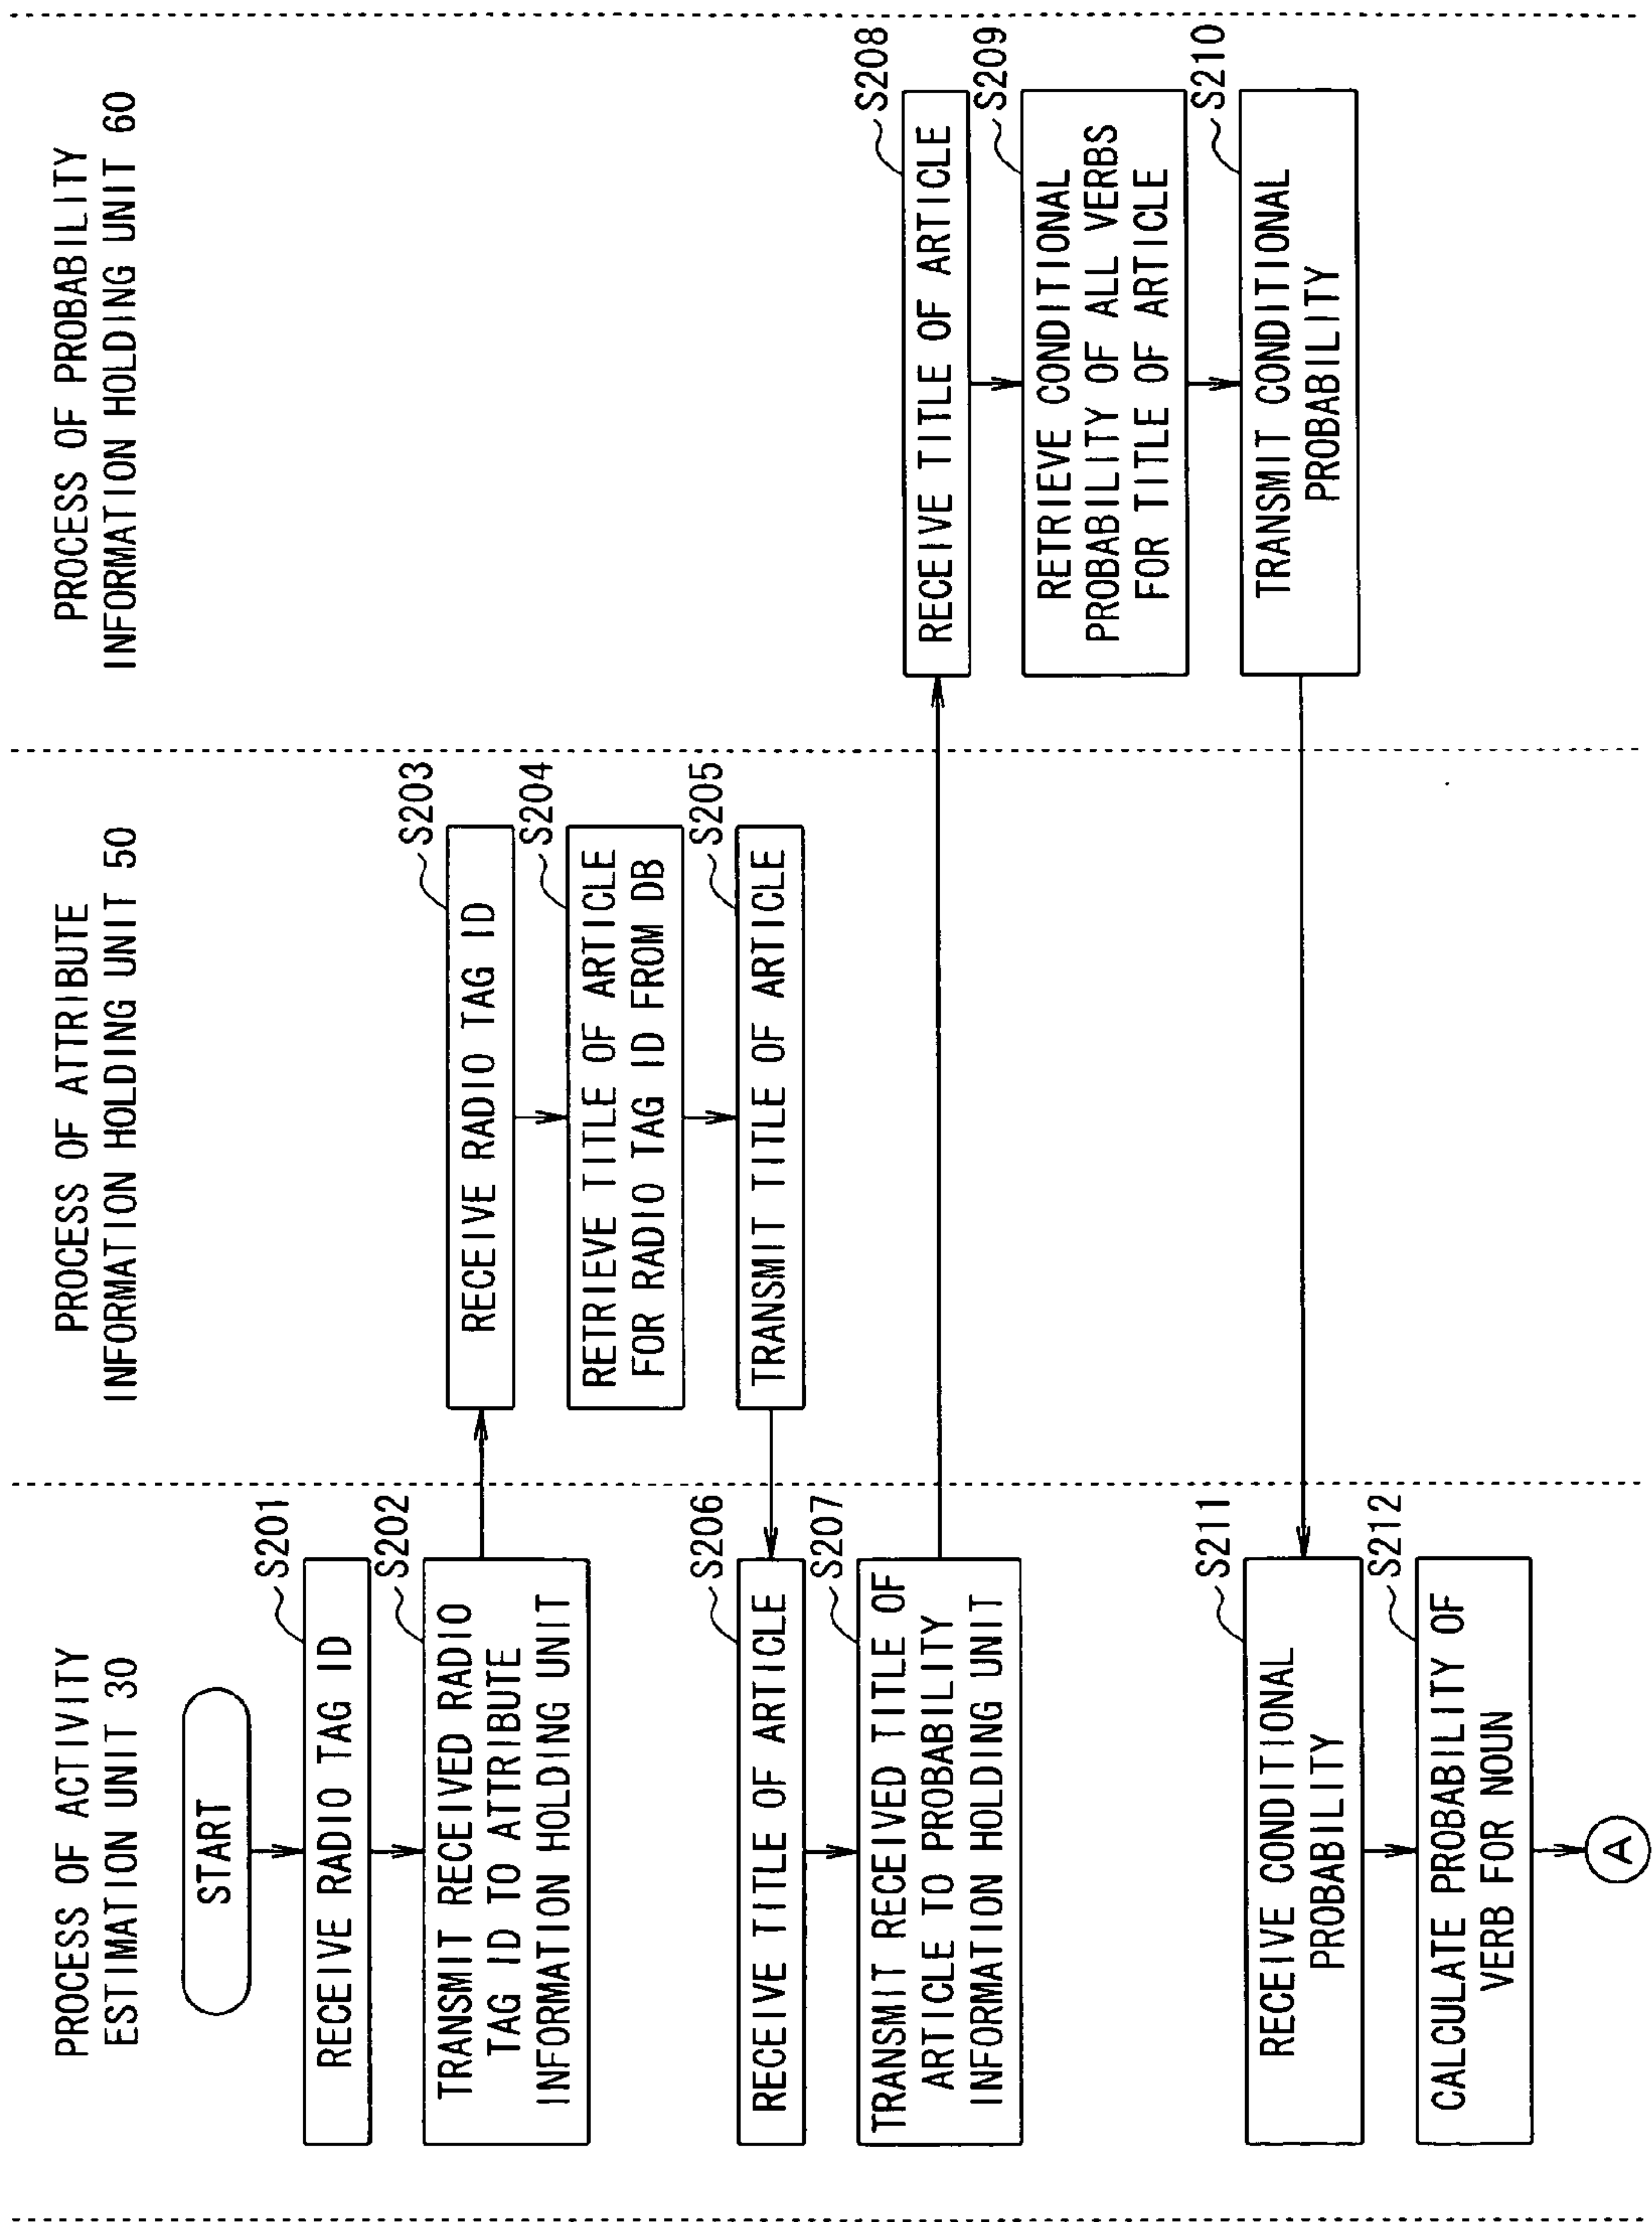 PROCESS OF ACTIVITY
ESTIMATION UNIT 30
PROCESS OF ATTRIBUTE
INFORMATION HOLDING UNIT 50
PROCESS OF PROBABILITY
INFORMATION HOLDING UNIT 60
START
S201
RECEIVE RADIO TAG ID
S202
TRANSMIT RECEIVED RADIO
TAG ID TO ATTRIBUTE
INFORMATION HOLDING UNIT
S203
RECEIVE RADIO TAG ID
S204
RETRIEVE TITLE OF ARTICLE
FOR RADIO TAG ID FROM DB
S205
TRANSMIT TITLE OF ARTICLE
S206
RECEIVE TITLE OF ARTICLE
S207
TRANSMIT RECEIVED TITLE OF
ARTICLE TO PROBABILITY
INFORMATION HOLDING UNIT
S208
RECEIVE TITLE OF ARTICLE
S209
RETRIEVE CONDITIONAL
PROBABILITY OF ALL VERBS
FOR TITLE OF ARTICLE
S210
TRANSMIT CONDITIONAL
PROBABILITY
S211
RECEIVE CONDITIONAL
PROBABILITY
S212
CALCULATE PROBABILITY OF
VERB FOR NOUN
A